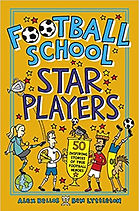 FOOTBALL SCHOOL
STAR
PLAYERS
50
INSPIRING
STORIES OF
TRUE
FOOTBALL
HEROES
ALEX BELLOS
BEN LYTTLETON